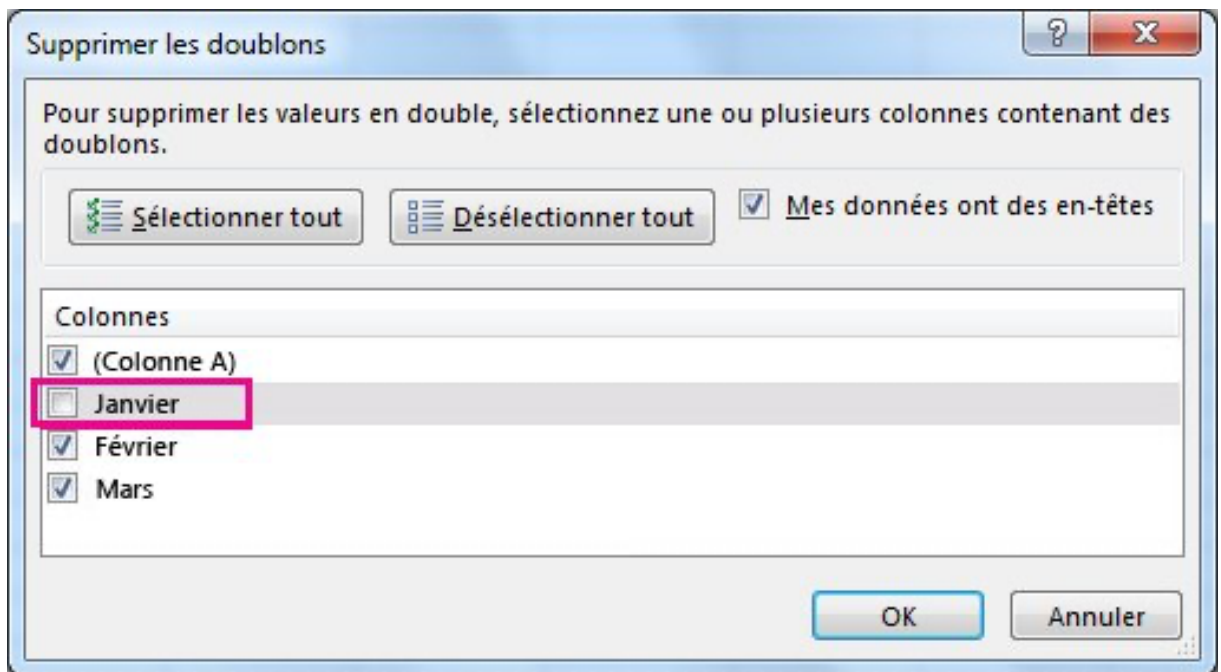 Supprimer les doublons
Pour supprimer les valeurs en double, sélectionnez une ou plusieurs colonnes contenant des
doublons.
Sélectionner tout
Désélectionner tout
Mes données ont des en-têtes
Colonnes
(Colonne A)
Janvier
Février
Mars
OK
Annuler